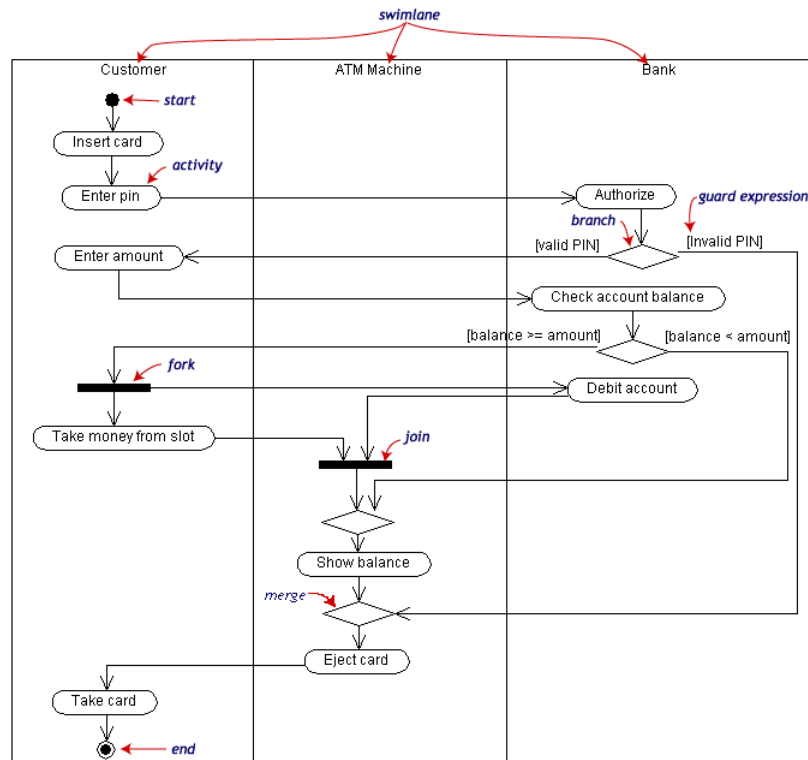 swimlane
Customer
ATM Machine
Bank
start
Insert card
activity
Enter pin
Authorize
guard expression
branch
[valid PIN]
[Invalid PIN]
Enter amount
Check account balance
[balance >= amount]
[balance < amount]
fork
Debit account
Take money from slot
join
Show balance
merge
Eject card
Take card
end